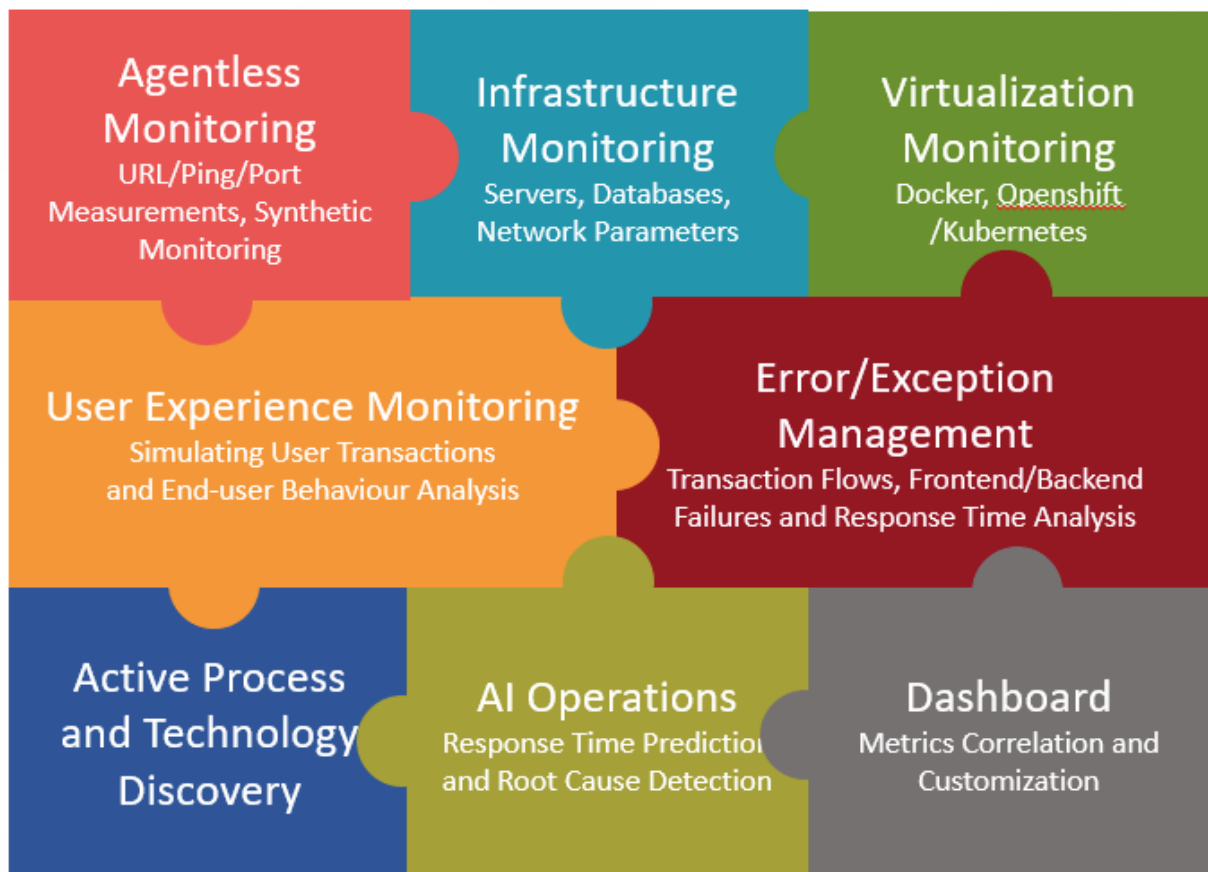 Agentless
Monitoring
URL/Ping/Port
Measurements, Synthetic
Monitoring
Infrastructure
Monitoring
Servers, Databases,
Network Parameters
Virtualization
Monitoring
Docker, Openshift
/Kubernetes
User Experience Monitoring
Simulating User Transactions
and End-user Behaviour Analysis
Error/Exception
Management
Transaction Flows, Frontend/Backend
Failures and Response Time Analysis
Active Process
and Technology
Discovery
AI Operations
Response Time Prediction
and Root Cause Detection
Dashboard
Metrics Correlation and
Customization